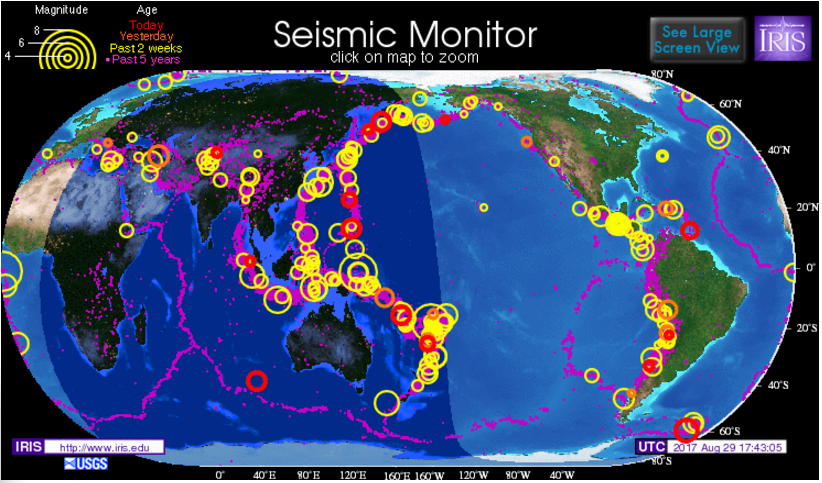 Magnitude
Age
8
6
4
Today
Yesterday
Past 2 weeks
Past 5 years
Seismic Monitor
click on map to zoom
See Large
Screen View
IRIS
80°N
60°N
40°N
20°N
0°
20°S
40°S
60°S
80°S
IRIS http://www.iris.edu
USGS
UTC 2017 Aug 29 17:43:05
0° 40°E 80°E 120°E 160°E 160°W 120°W 80°W 40°W